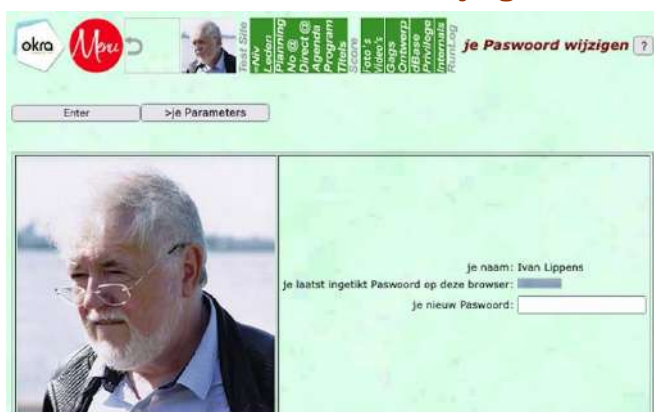 okra
Menu
Test Site
=Niv
Leden
Planning
No @
Direct @
Agenda
Program
Titels
Score
Foto's
Video's
Gags
Ontwerp
dBase
Privilege
Internals
RunLog
je Paswoord wijzigen ?
Enter
>je Parameters
je naam: Ivan Lippens
je laatst ingetikt Paswoord op deze browser:
je nieuw Paswoord: